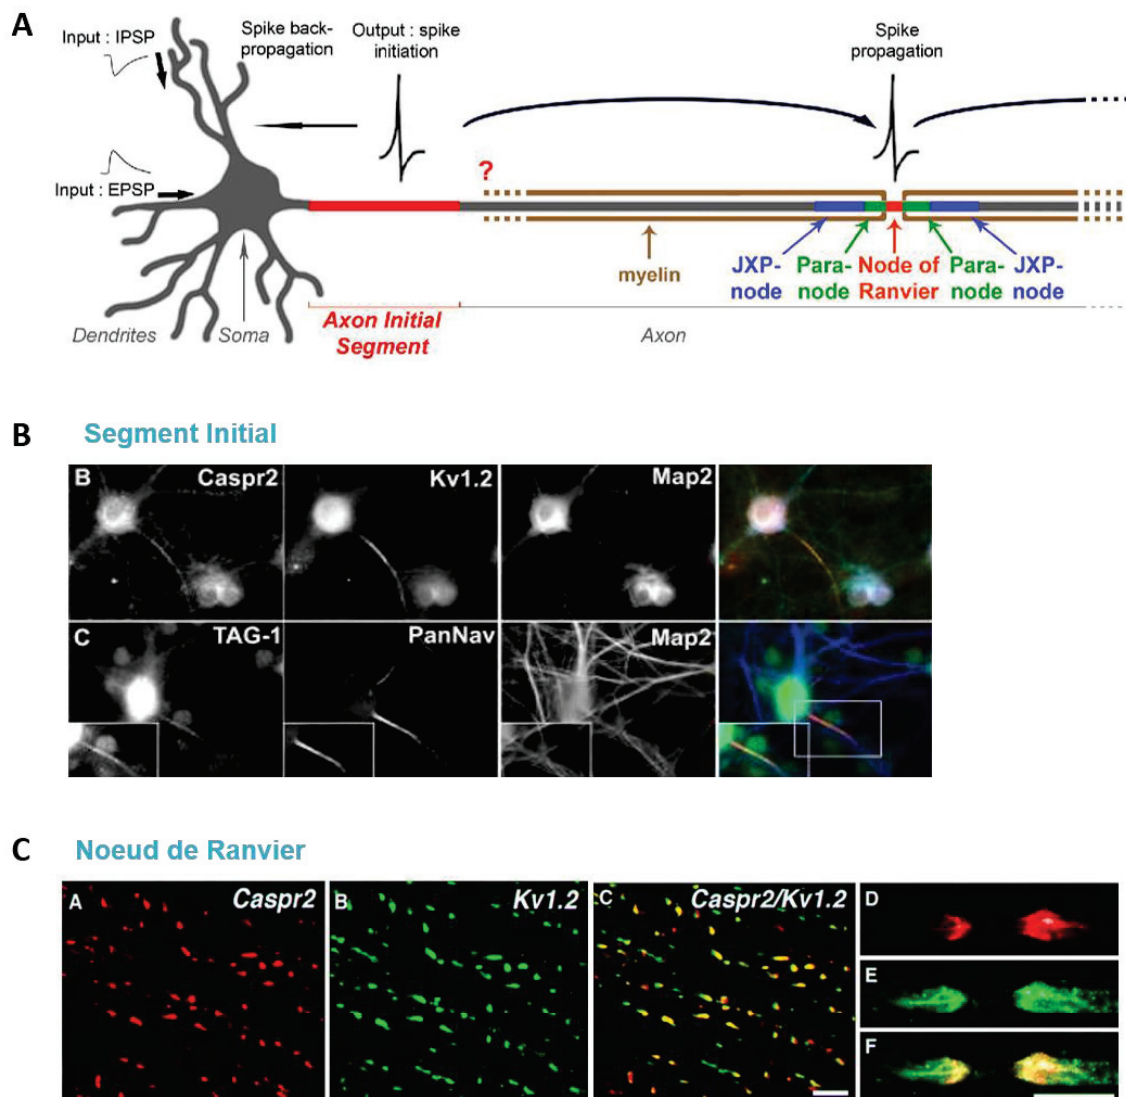 A
Input : IPSP
Spike back-
propagation
Output : spike
initiation
Spike
propagation
Input : EPSP
?
myelin
JXP-
node
Para-
node
Node of
Ranvier
Para-
node
JXP-
node
Dendrites
Soma
Axon Initial
Segment
Axon
B
Segment Initial
B
Caspr2
Kv1.2
Map2
C
TAG-1
PanNav
Map2
C
Noeud de Ranvier
A
Caspr2
B
Kv1.2
C
Caspr2/Kv1.2
D
E
F